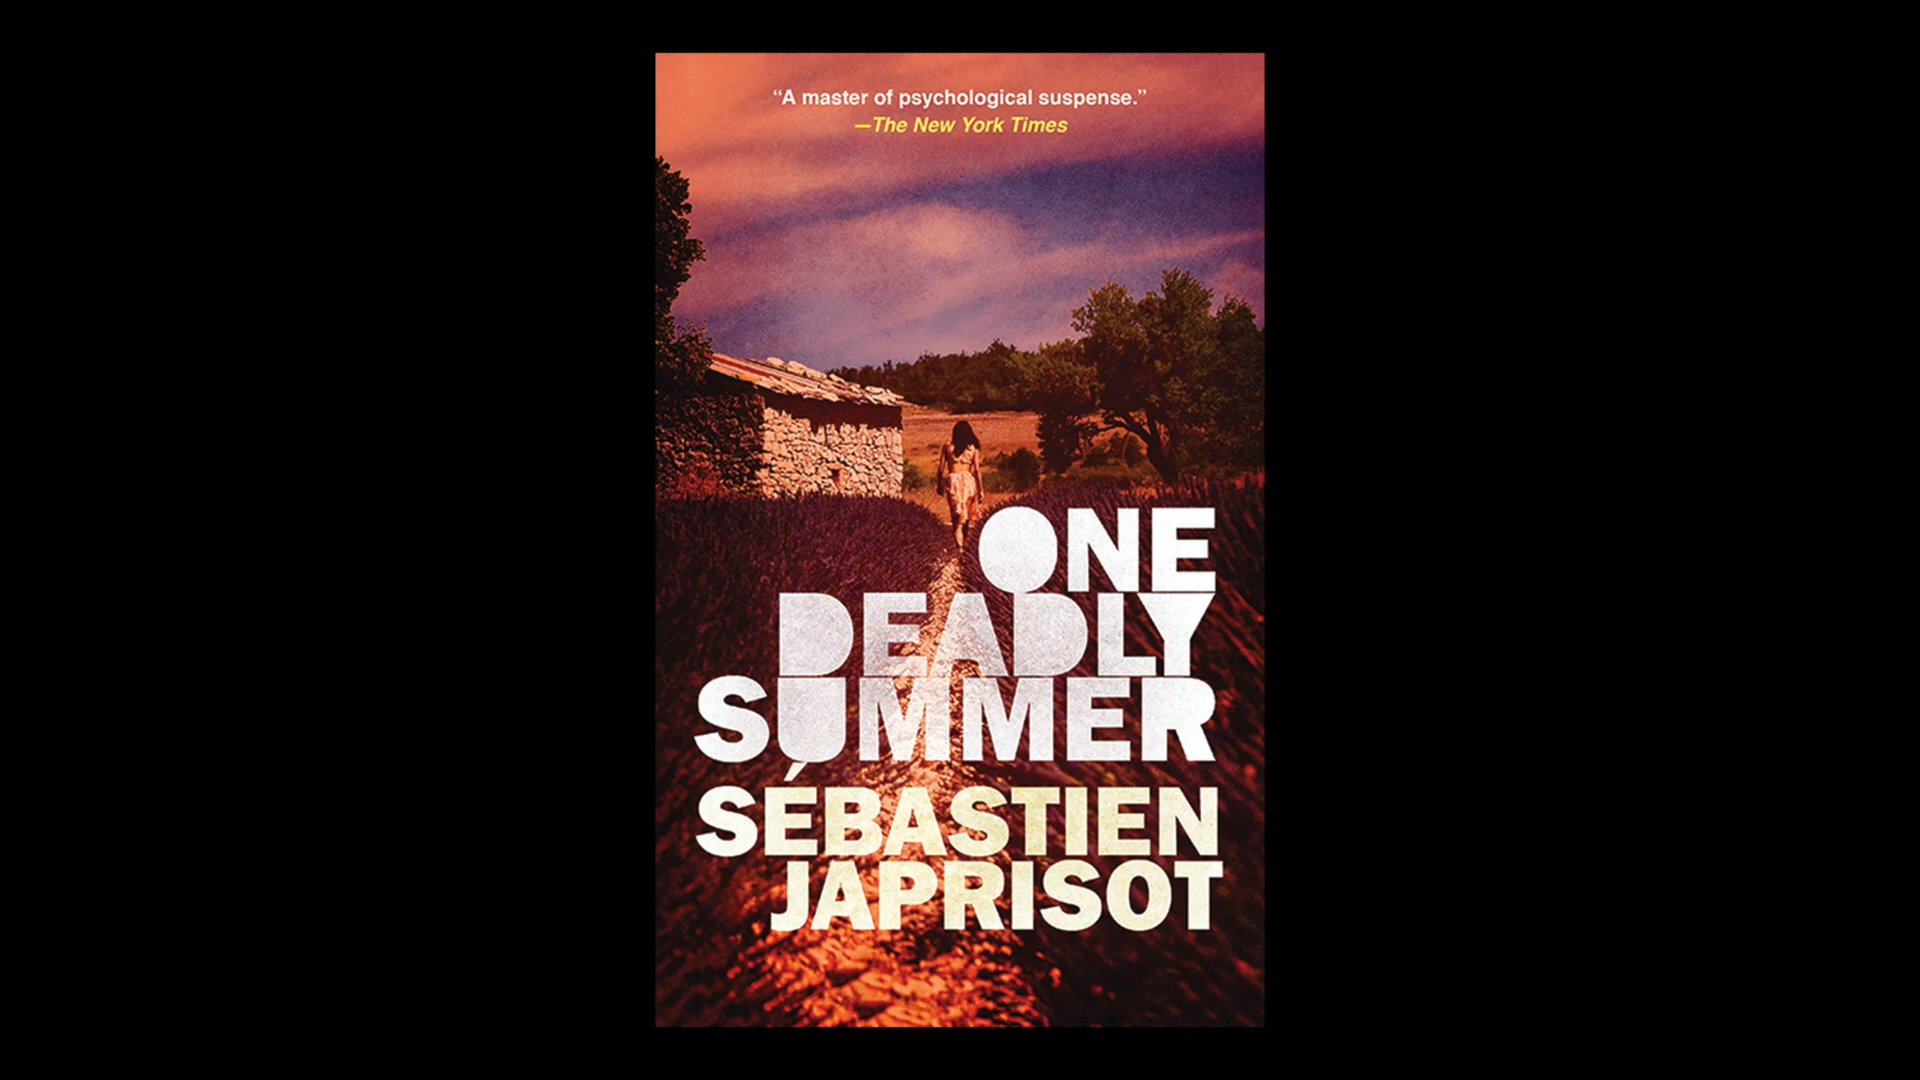 “A master of psychological suspense.”
—The New York Times
ONE
DEADLY
SUMMER
SÉBASTIEN
JAPRISOT